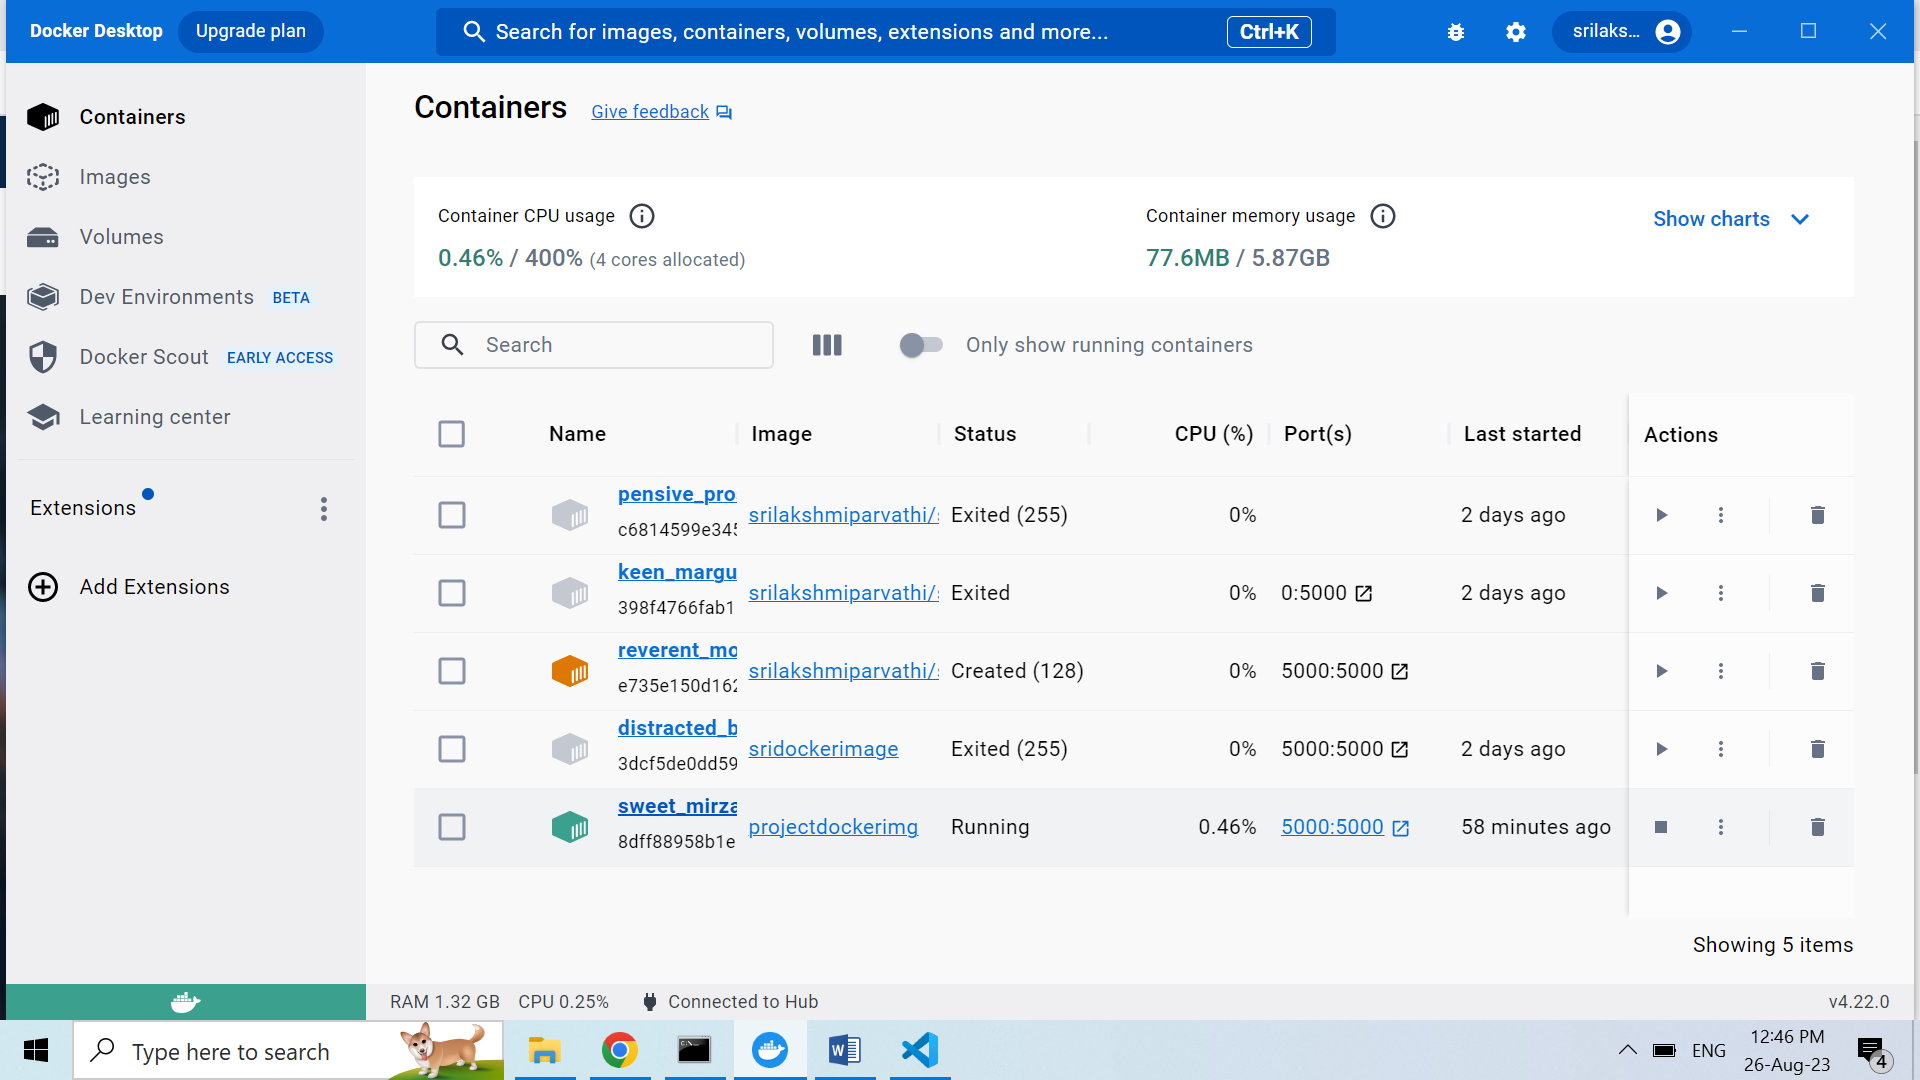 Docker Desktop Upgrade plan Search for images, containers, volumes, extensions and more... Ctrl+K srilaks...
Containers
Images
Volumes
Dev Environments BETA
Docker Scout EARLY ACCESS
Learning center
Extensions
Add Extensions
Containers Give feedback
Container CPU usage
0.46% / 400% (4 cores allocated)
Container memory usage
77.6MB / 5.87GB
Show charts
Search Only show running containers
Name Image Status CPU (%) Port(s) Last started Actions
pensive_pro
c6814599e345
srilakshmiparvathi/s Exited (255) 0% 2 days ago
keen_margu
398f4766fab1
srilakshmiparvathi/s Exited 0% 0:5000 2 days ago
reverent_mo
e735e150d162
srilakshmiparvathi/s Created (128) 0% 5000:5000
distracted_b
3dcf5de0dd59
sridockerimage Exited (255) 0% 5000:5000 2 days ago
sweet_mirza
8dff88958b1e
projectdockerimg Running 0.46% 5000:5000 58 minutes ago
Showing 5 items
RAM 1.32 GB CPU 0.25% Connected to Hub v4.22.0
Type here to search
ENG
12:46 PM
26-Aug-23
4